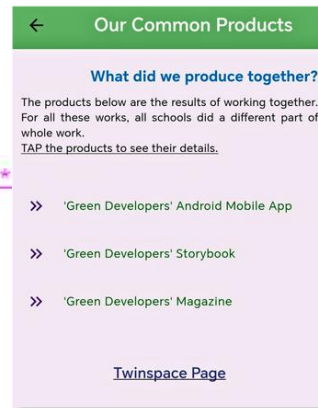 Our Common Products
What did we produce together?
The products below are the results of working together.
For all these works, all schools did a different part of
whole work.
TAP the products to see their details.
'Green Developers' Android Mobile App
'Green Developers' Storybook
'Green Developers' Magazine
Twinspace Page